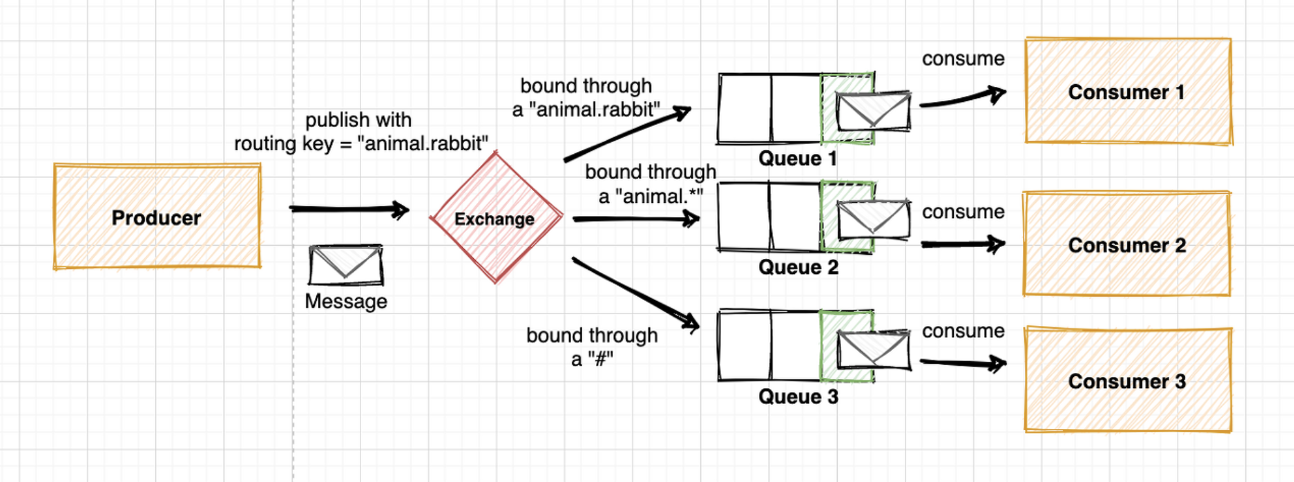 publish with
routing key = "animal.rabbit"
Producer
Message
Exchange
bound through
a "animal.rabbit"
bound through
a "animal.*"
bound through
a "#"
Queue 1
Queue 2
Queue 3
consume
Consumer 1
consume
Consumer 2
consume
Consumer 3